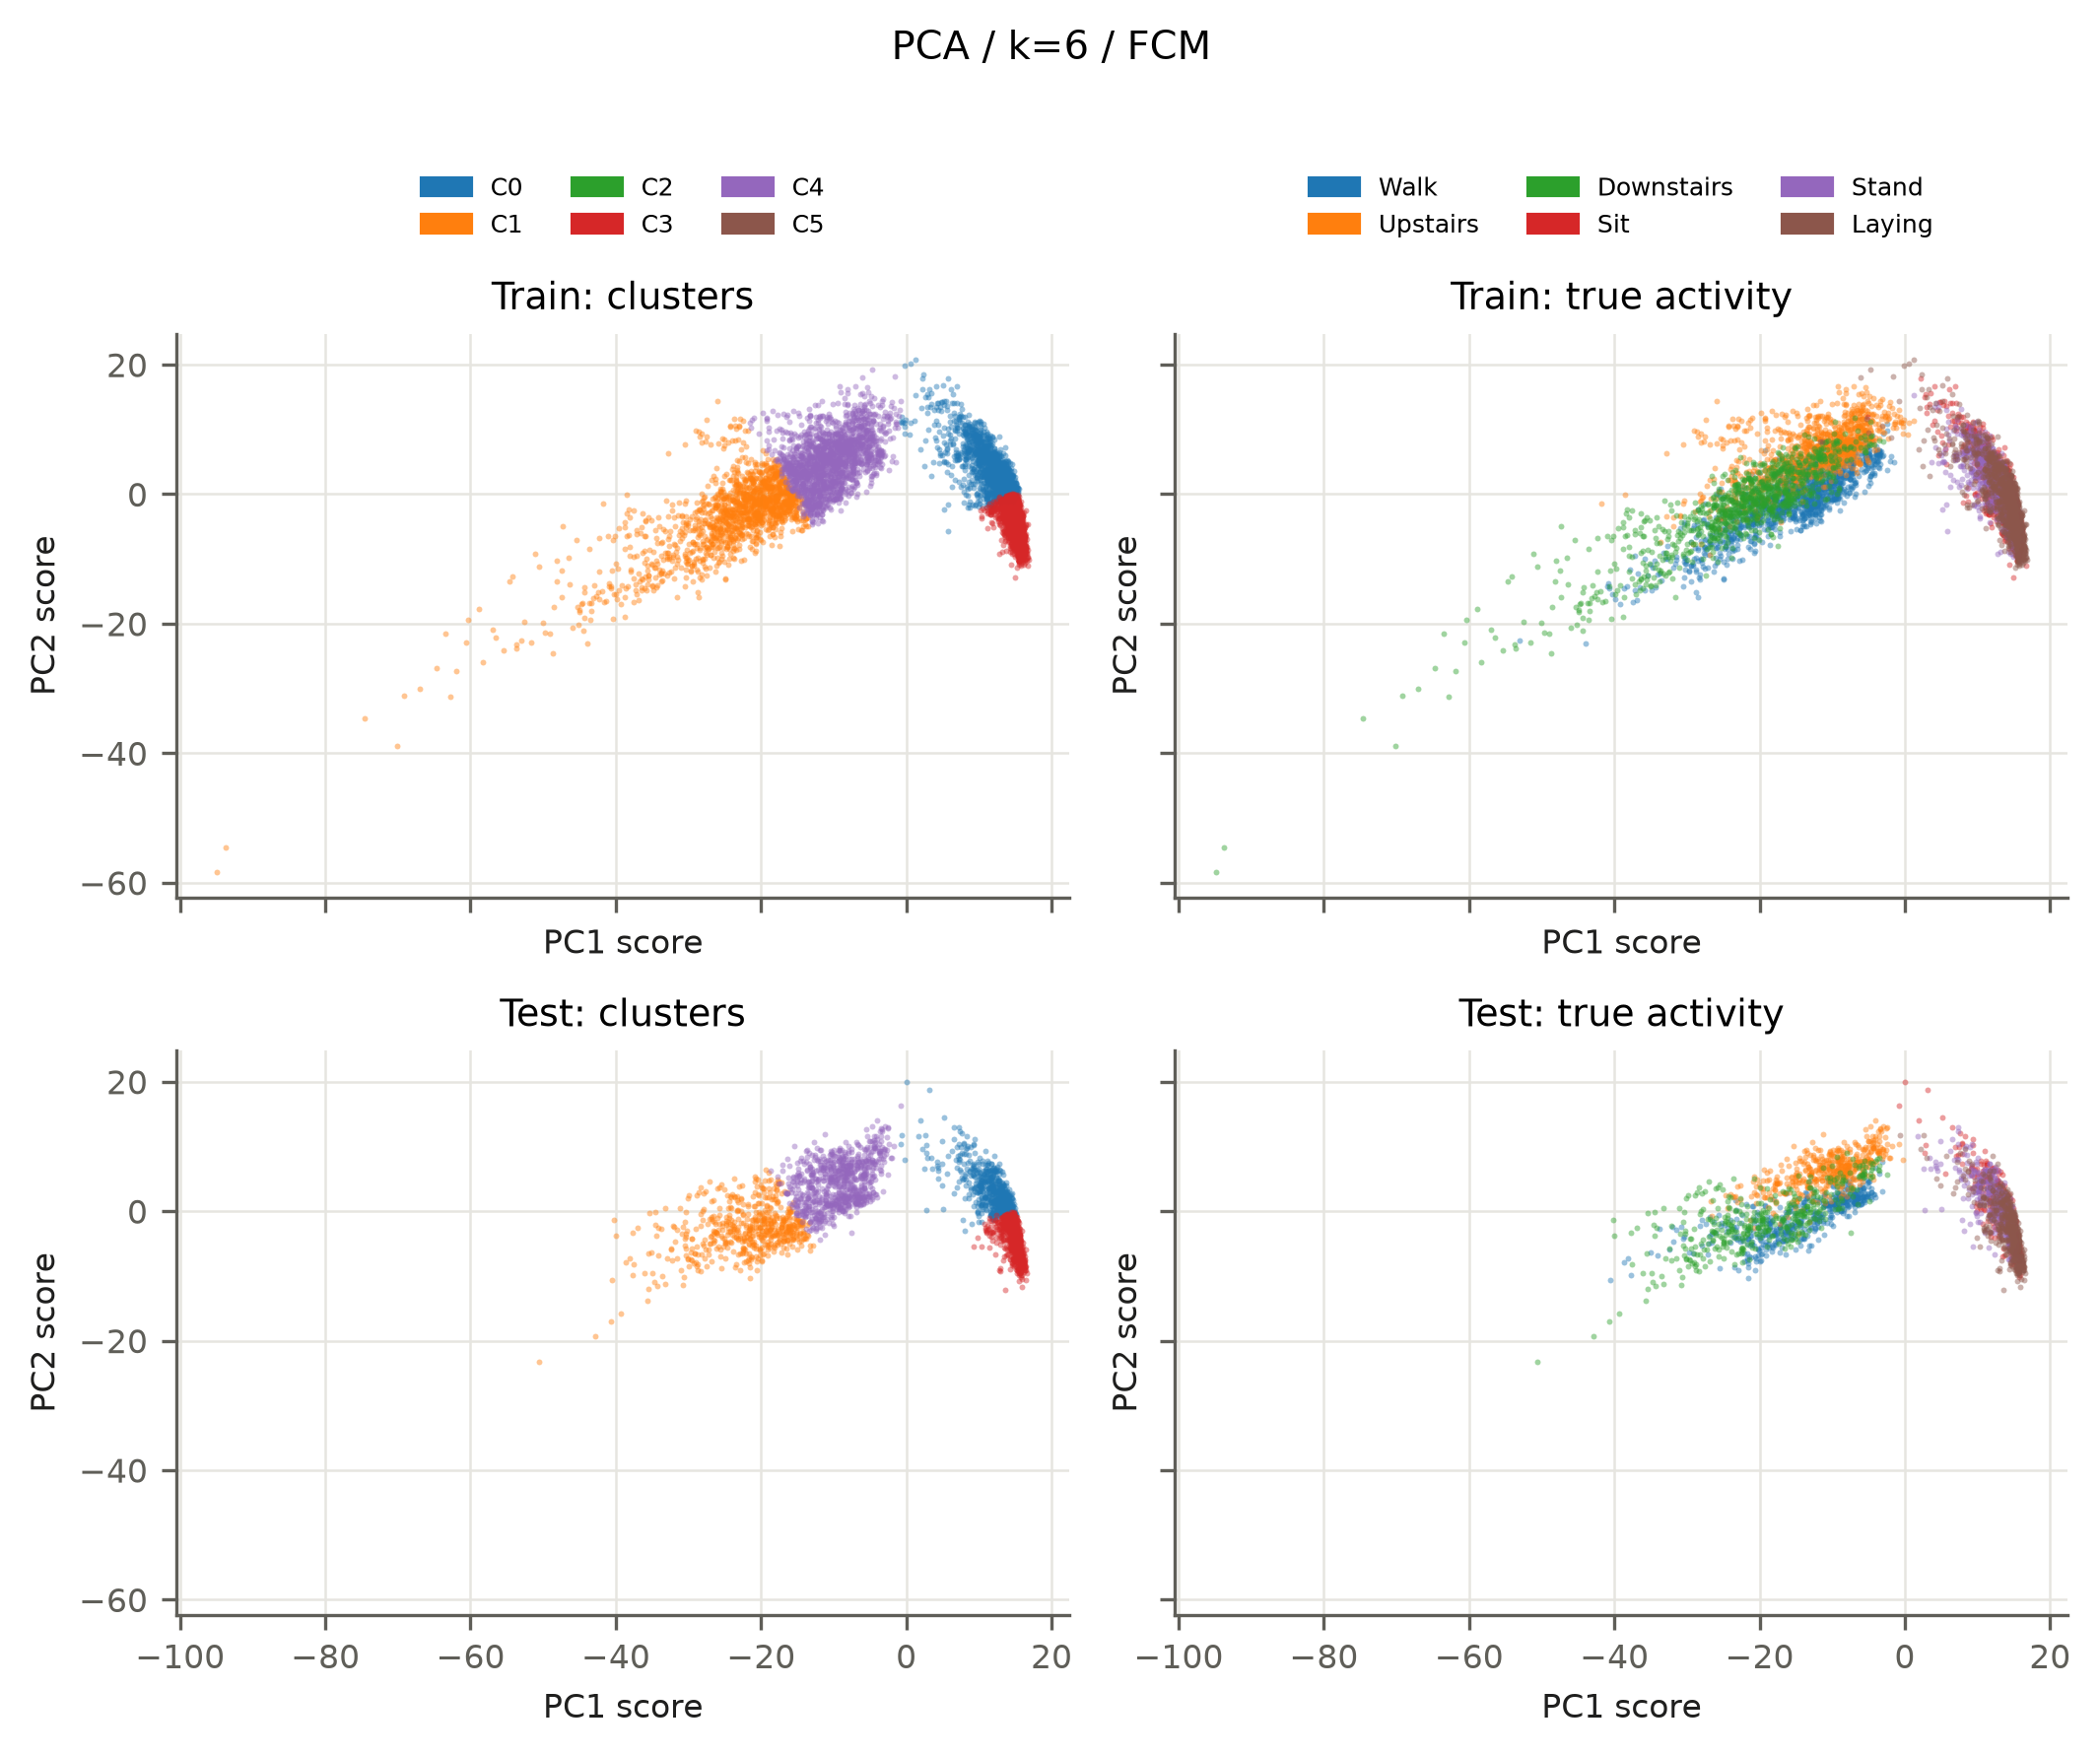 PCA / k=6 / FCM
C0 C2 C4
C1 C3 C5
Walk Downstairs Stand
Upstairs Sit Laying
Train: clusters
Train: true activity
20
0
−20
−40
−60
PC2 score
PC1 score
PC2 score
PC1 score
Test: clusters
Test: true activity
20
0
−20
−40
−60
PC2 score
−100 −80 −60 −40 −20 0 20
PC1 score
PC2 score
−100 −80 −60 −40 −20 0 20
PC1 score